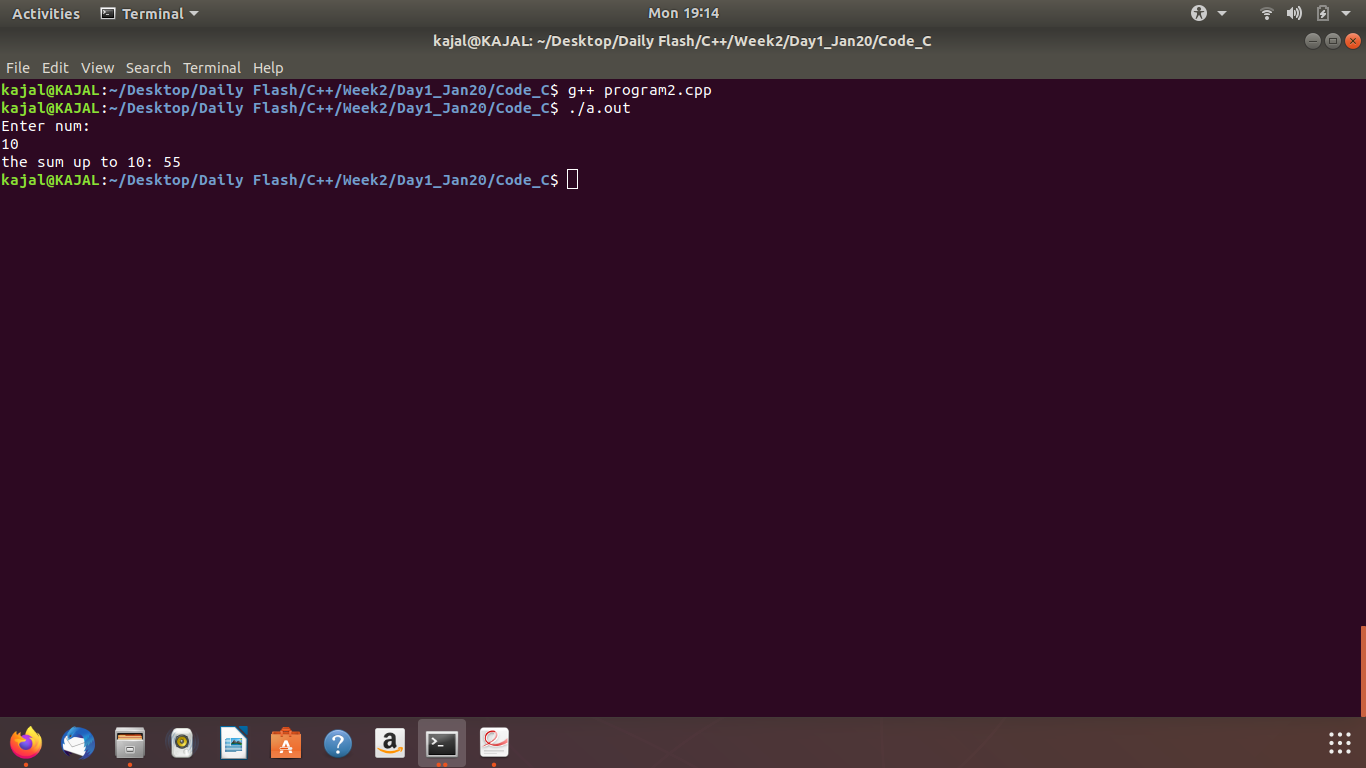 Activities Terminal Mon 19:14
kajal@KAJAL: ~/Desktop/Daily Flash/C++/Week2/Day1_Jan20/Code_C
File Edit View Search Terminal Help
kajal@KAJAL:~/Desktop/Daily Flash/C++/Week2/Day1_Jan20/Code_C$ g++ program2.cpp
kajal@KAJAL:~/Desktop/Daily Flash/C++/Week2/Day1_Jan20/Code_C$ ./a.out
Enter num:
10
the sum up to 10: 55
kajal@KAJAL:~/Desktop/Daily Flash/C++/Week2/Day1_Jan20/Code_C$